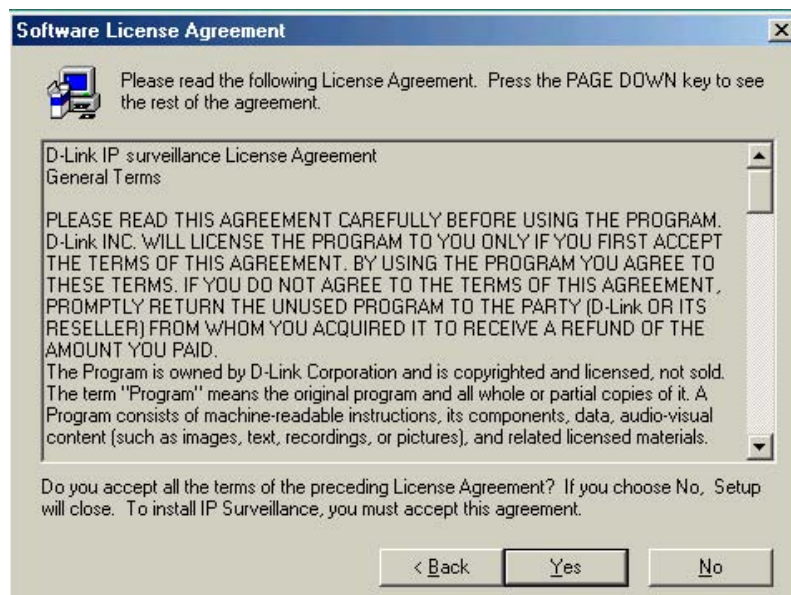 Software License Agreement
Please read the following License Agreement. Press the PAGE DOWN key to see
the rest of the agreement.
D-Link IP surveillance License Agreement
General Terms
PLEASE READ THIS AGREEMENT CAREFULLY BEFORE USING THE PROGRAM.
D-Link INC. WILL LICENSE THE PROGRAM TO YOU ONLY IF YOU FIRST ACCEPT
THE TERMS OF THIS AGREEMENT. BY USING THE PROGRAM YOU AGREE TO
THESE TERMS. IF YOU DO NOT AGREE TO THE TERMS OF THIS AGREEMENT,
PROMPTLY RETURN THE UNUSED PROGRAM TO THE PARTY (D-Link OR ITS
RESELLER) FROM WHOM YOU ACQUIRED IT TO RECEIVE A REFUND OF THE
AMOUNT YOU PAID.
The Program is owned by D-Link Corporation and is copyrighted and licensed, not sold.
The term "Program" means the original program and all whole or partial copies of it. A
Program consists of machine-readable instructions, its components, data, audio-visual
content (such as images, text, recordings, or pictures), and related licensed materials.
Do you accept all the terms of the preceding License Agreement? If you choose No, Setup
will close. To install IP Surveillance, you must accept this agreement.
< Back
Yes
No